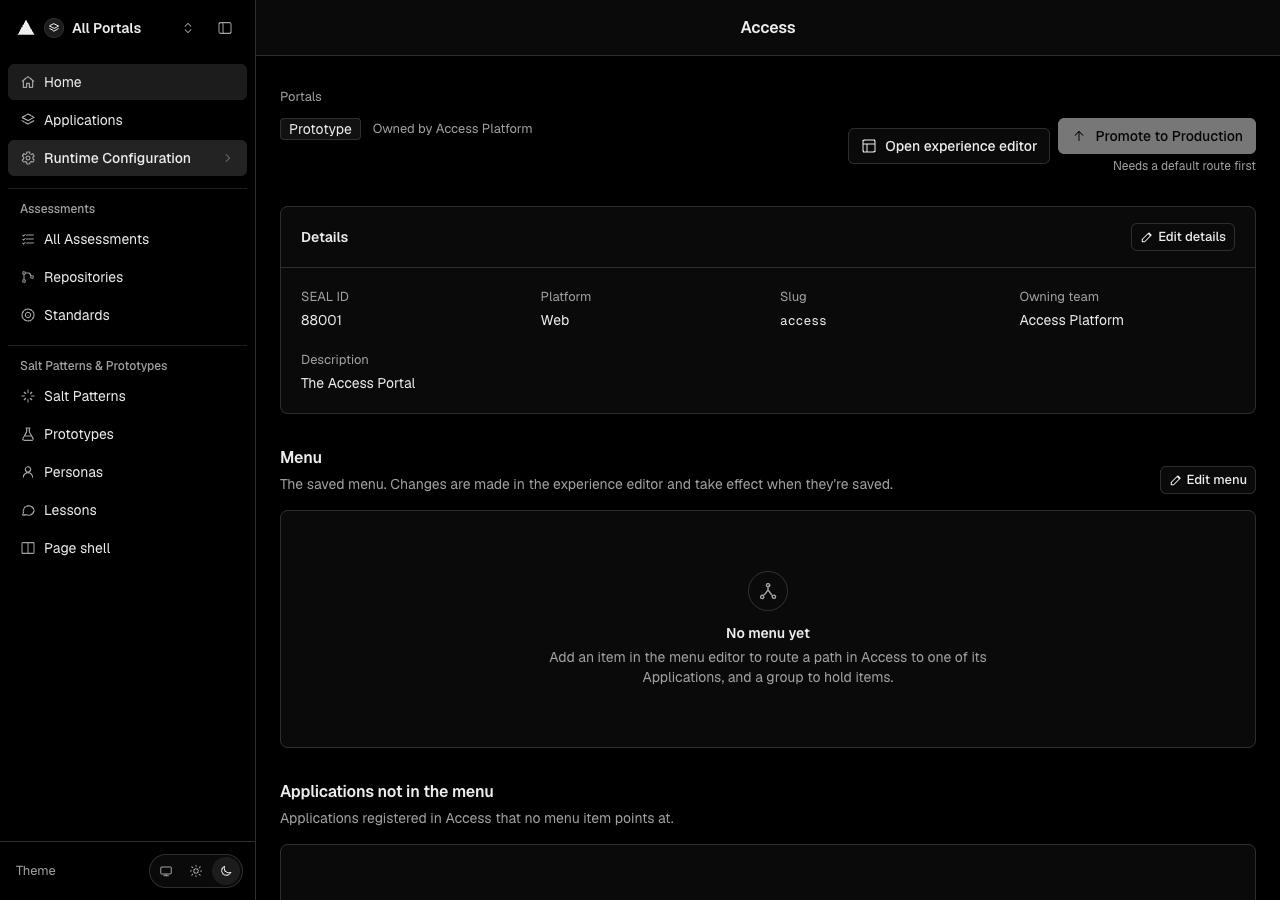 All Portals
Home
Applications
Runtime Configuration
Assessments
All Assessments
Repositories
Standards
Salt Patterns & Prototypes
Salt Patterns
Prototypes
Personas
Lessons
Page shell
Theme
Access
Portals
Prototype
Owned by Access Platform
Open experience editor
Promote to Production
Needs a default route first
Details
Edit details
SEAL ID
88001
Platform
Web
Slug
access
Owning team
Access Platform
Description
The Access Portal
Menu
The saved menu. Changes are made in the experience editor and take effect when they're saved.
Edit menu
No menu yet
Add an item in the menu editor to route a path in Access to one of its
Applications, and a group to hold items.
Applications not in the menu
Applications registered in Access that no menu item points at.